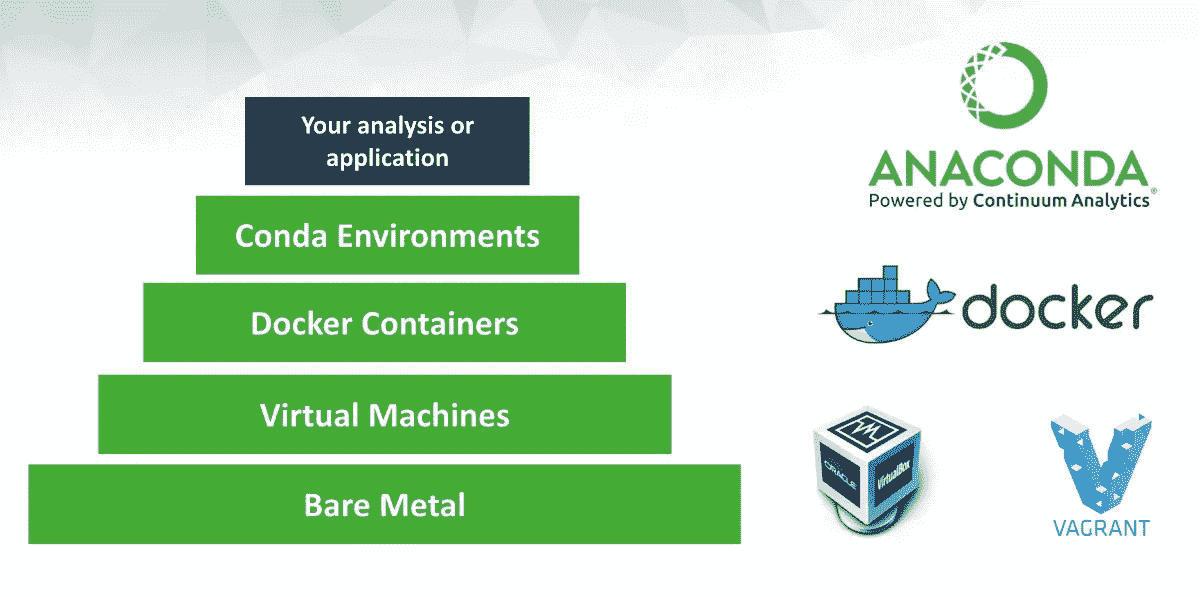 Your analysis or
application
Conda Environments
Docker Containers
Virtual Machines
Bare Metal
ANACONDA
Powered by Continuum Analytics®
docker
ORACLE
VirtualBox
VAGRANT